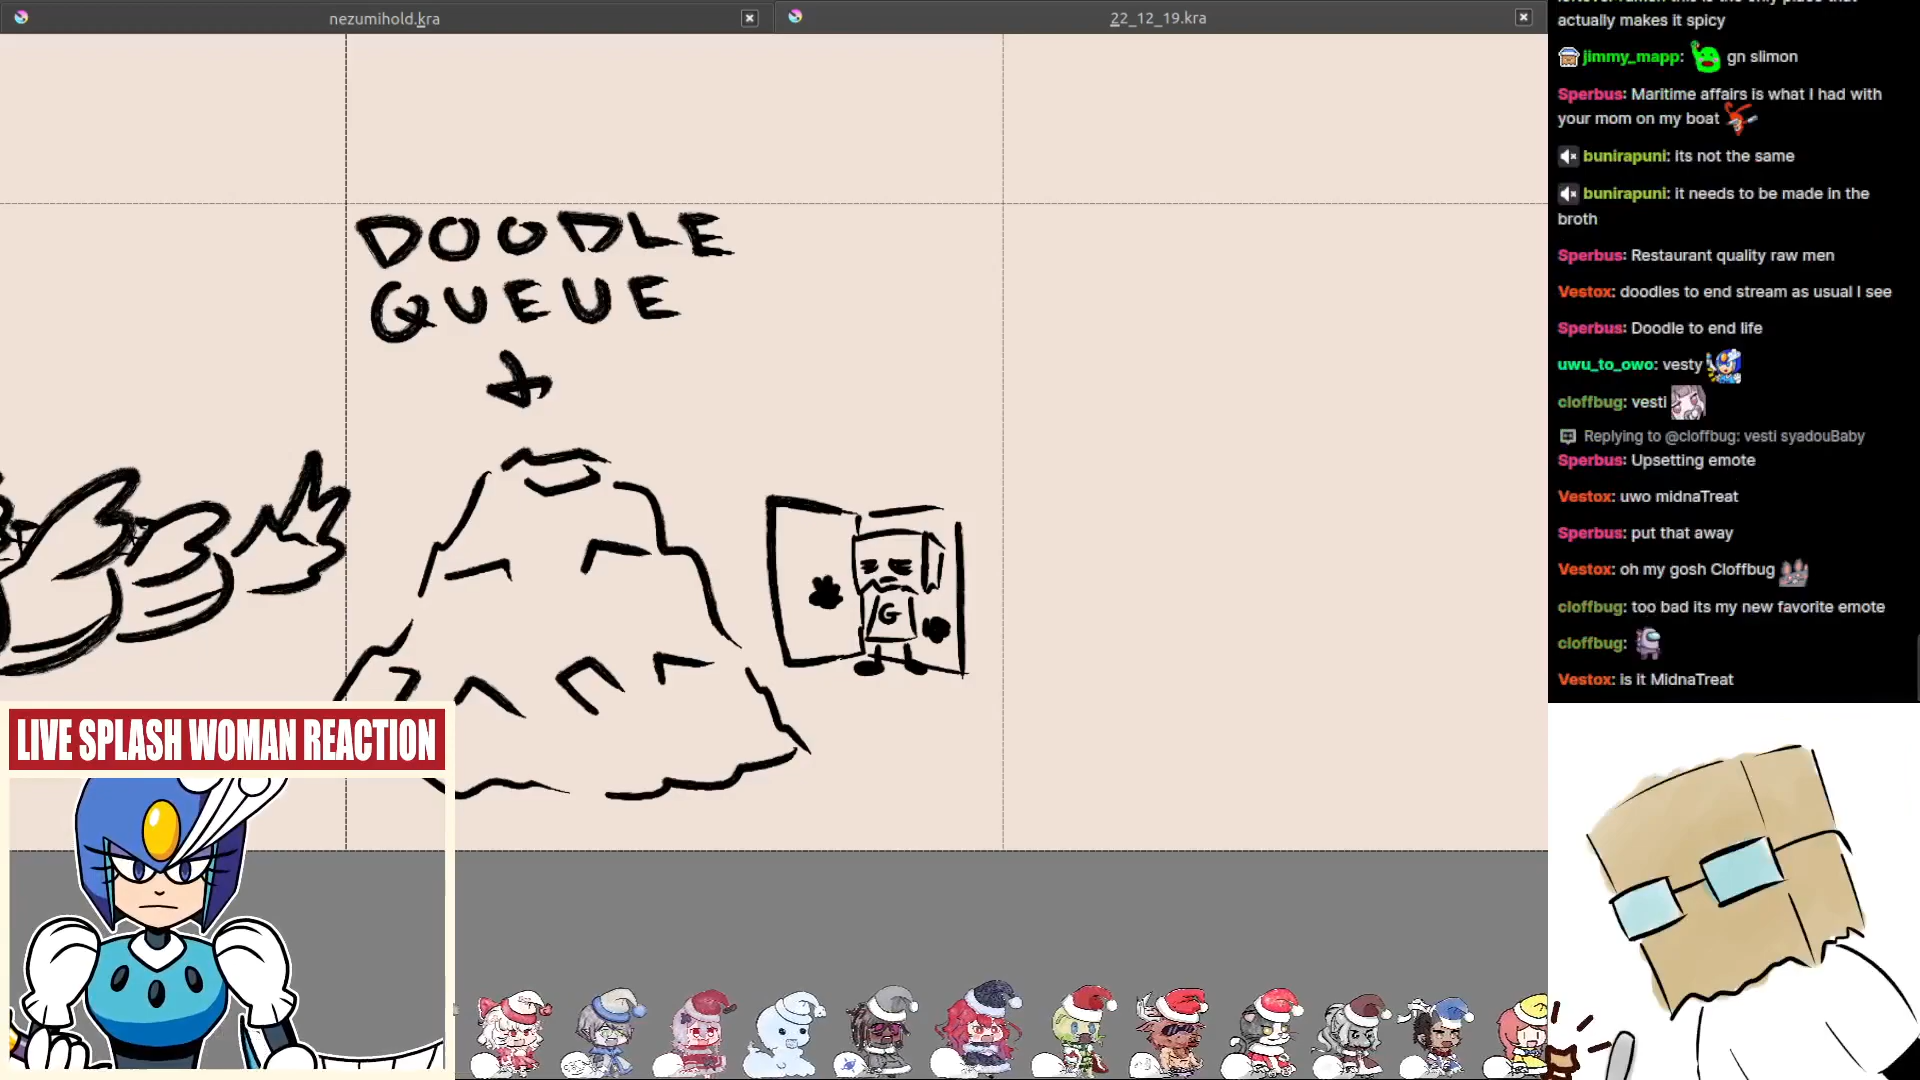 nezumihold.kra
22_12_19.kra
DOODLE
QUEUE
G
LIVE SPLASH WOMAN REACTION
actually makes it spicy
jimmy_mapp: gn slimon
Sperbus: Maritime affairs is what I had with
your mom on my boat
bunirapuni: its not the same
bunirapuni: it needs to be made in the
broth
Sperbus: Restaurant quality raw men
Vestox: doodles to end stream as usual I see
Sperbus: Doodle to end life
uwu_to_owo: vesty
cloffbug: vesti
Replying to @cloffbug: vesti syadouBaby
Sperbus: Upsetting emote
Vestox: uwo midnaTreat
Sperbus: put that away
Vestox: oh my gosh Cloffbug
cloffbug: too bad its my new favorite emote
cloffbug:
Vestox: is it MidnaTreat